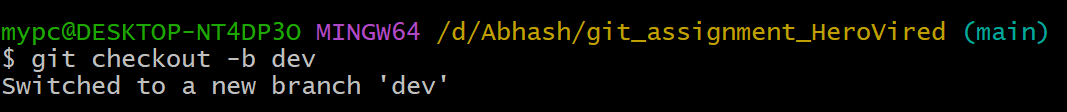 mypc@DESKTOP-NT4DP3O MINGW64 /d/Abhash/git_assignment_HeroVired (main)
$ git checkout -b dev
Switched to a new branch 'dev'